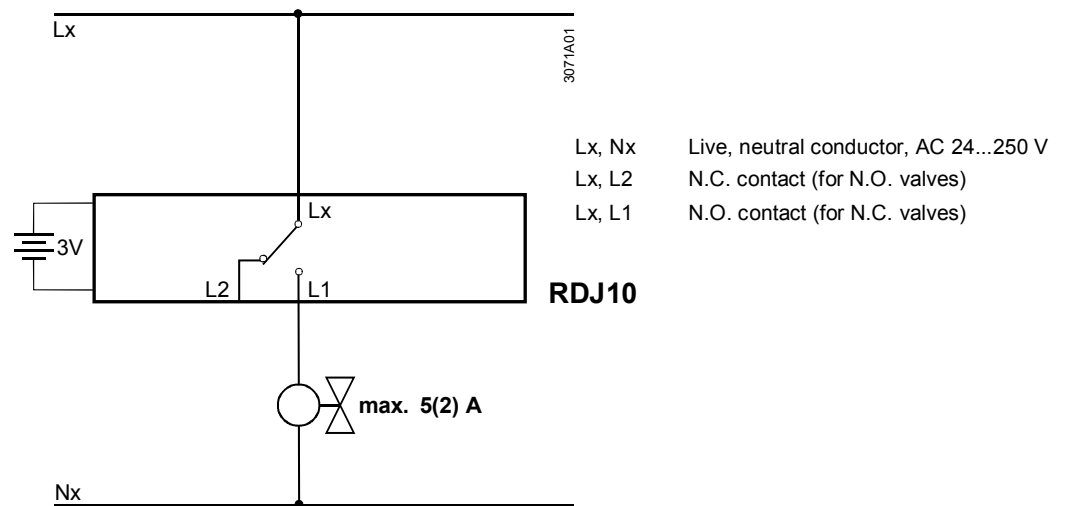 Lx
3071A01
Lx, Nx Live, neutral conductor, AC 24...250 V
Lx, L2 N.C. contact (for N.O. valves)
Lx, L1 N.O. contact (for N.C. valves)
Lx
3V
L2
L1
RDJ10
max. 5(2) A
Nx